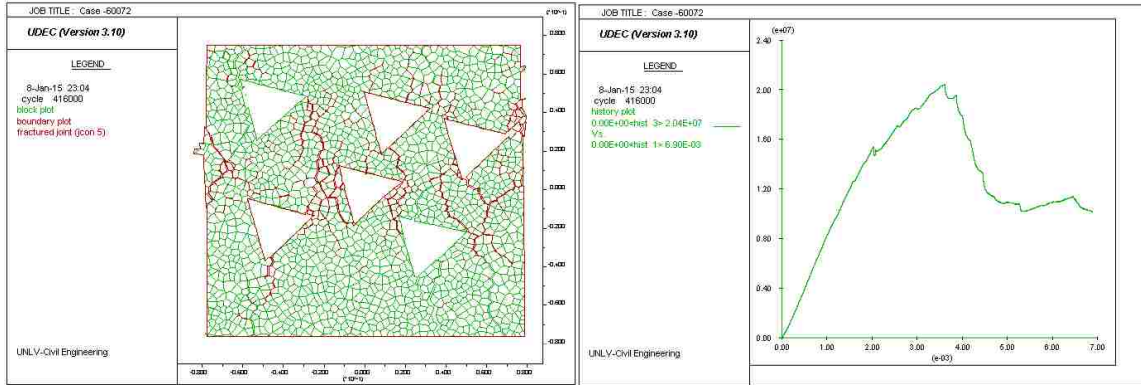 JOB TITLE : Case -60072
UDEC (Version 3.10)
LEGEND
8-Jan-15 23:04
cycle 416000
block plot
boundary plot
fractured joint (jcon 5)
UNLV-Civil Engineering
(*10^-1)
0.800
0.600
0.400
0.200
0.000
-0.200
-0.400
-0.600
-0.800
-0.800 -0.600 -0.400 -0.200 0.000 0.200 0.400 0.600 0.800
(*10^-1)
JOB TITLE : Case -60072
UDEC (Version 3.10)
LEGEND
8-Jan-15 23:04
cycle 416000
history plot
0.00E+00<hist 3> 2.04E+07
Vs.
0.00E+00<hist 1> 6.90E-03
UNLV-Civil Engineering
(e+07)
2.40
2.00
1.60
1.20
0.80
0.40
0.00
0.00 1.00 2.00 3.00 4.00 5.00 6.00 7.00
(e-03)